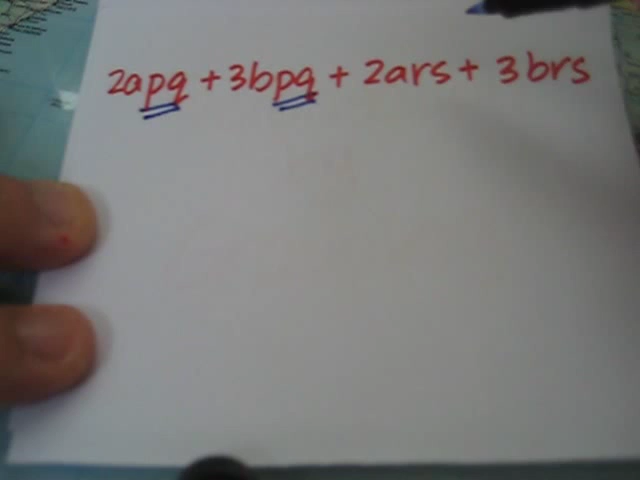 2apq + 3bpq + 2ars + 3brs